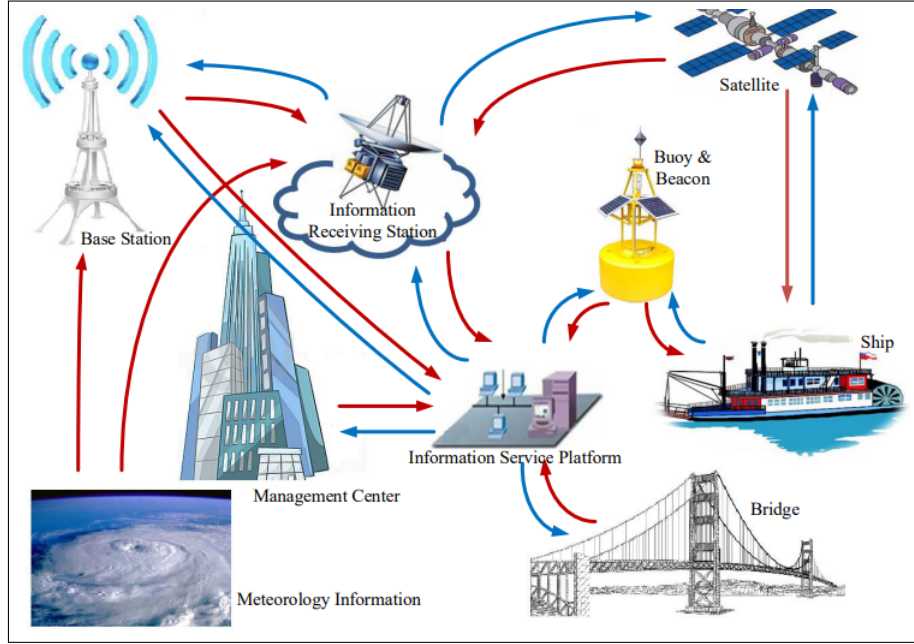 Satellite
Buoy &
Beacon
Information
Receiving Station
Base Station
Ship
Information Service Platform
Management Center
Bridge
Meteorology Information